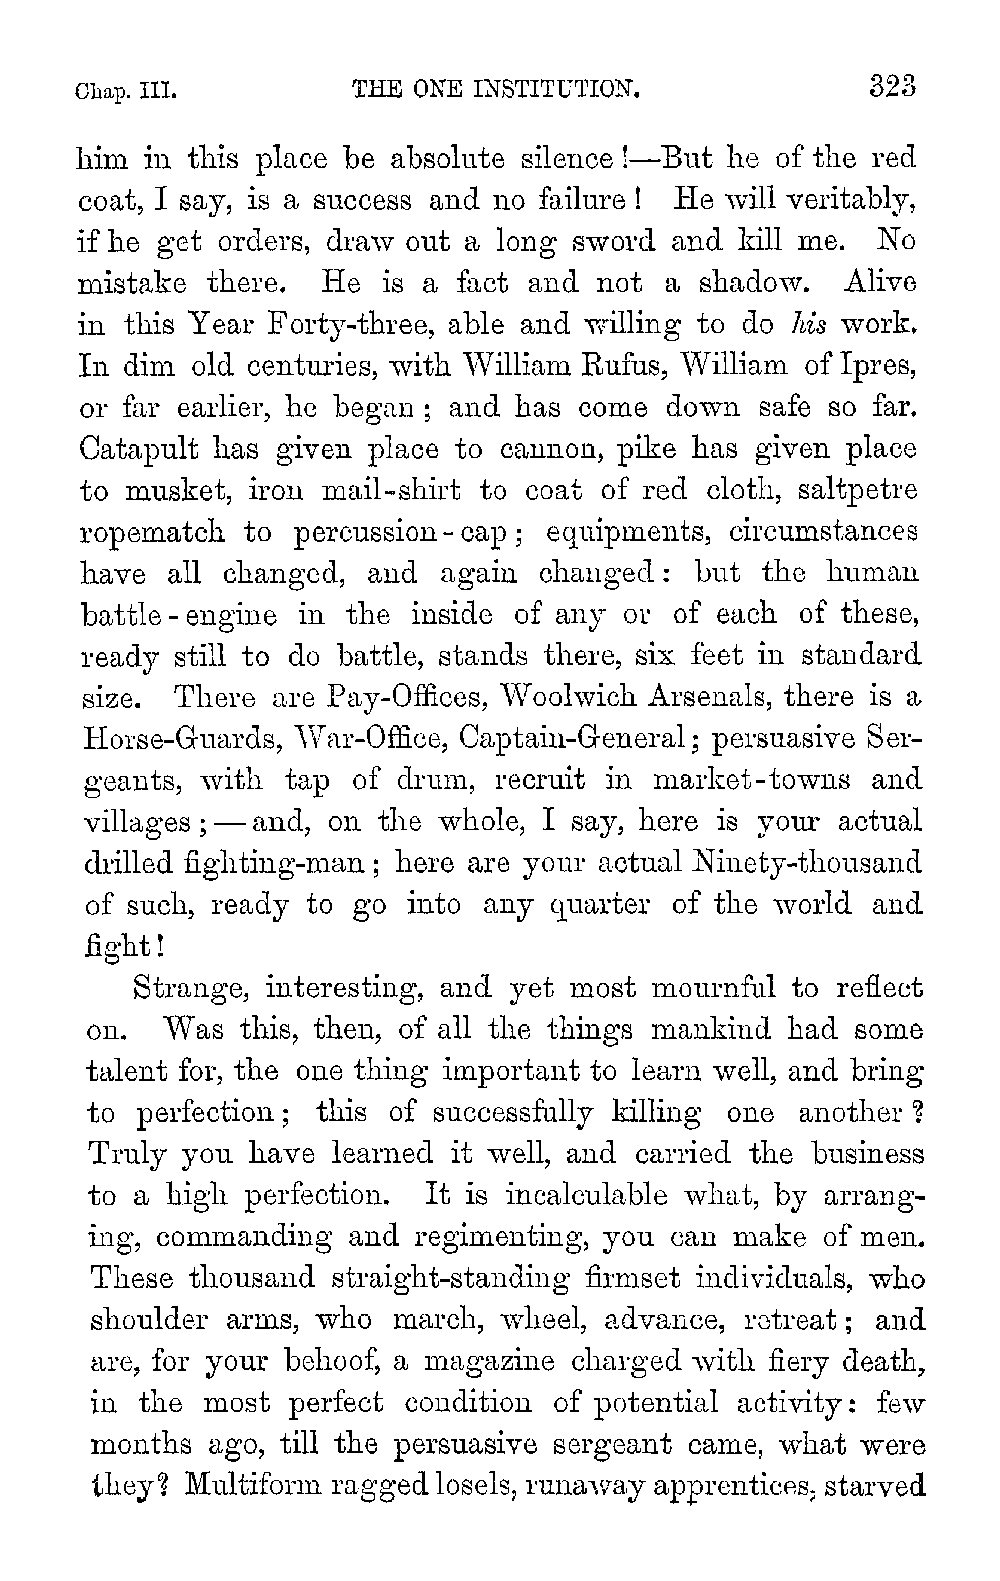 Chap. III. THE ONE INSTITUTION. 323
him in this place be absolute silence!—But he of the red
coat, I say, is a success and no failure! He will veritably,
if he get orders, draw out a long sword and kill me. No
mistake there. He is a fact and not a shadow. Alive
in this Year Forty-three, able and willing to do his work.
In dim old centuries, with William Rufus, William of Ipres,
or far earlier, he began; and has come down safe so far.
Catapult has given place to cannon, pike has given place
to musket, iron mail-shirt to coat of red cloth, saltpetre
ropematch to percussion-cap; equipments, circumstances
have all changed, and again changed: but the human
battle-engine in the inside of any or of each of these,
ready still to do battle, stands there, six feet in standard
size. There are Pay-Offices, Woolwich Arsenals, there is a
Horse-Guards, War-Office, Captain-General; persuasive Ser-
geants, with tap of drum, recruit in market-towns and
villages;—and, on the whole, I say, here is your actual
drilled fighting-man; here are your actual Ninety-thousand
of such, ready to go into any quarter of the world and
fight!
Strange, interesting, and yet most mournful to reflect
on. Was this, then, of all the things mankind had some
talent for, the one thing important to learn well, and bring
to perfection; this of successfully killing one another?
Truly you have learned it well, and carried the business
to a high perfection. It is incalculable what, by arrang-
ing, commanding and regimenting, you can make of men.
These thousand straight-standing firmset individuals, who
shoulder arms, who march, wheel, advance, retreat; and
are, for your behoof, a magazine charged with fiery death,
in the most perfect condition of potential activity: few
months ago, till the persuasive sergeant came, what were
they? Multiform ragged losels, runaway apprentices, starved